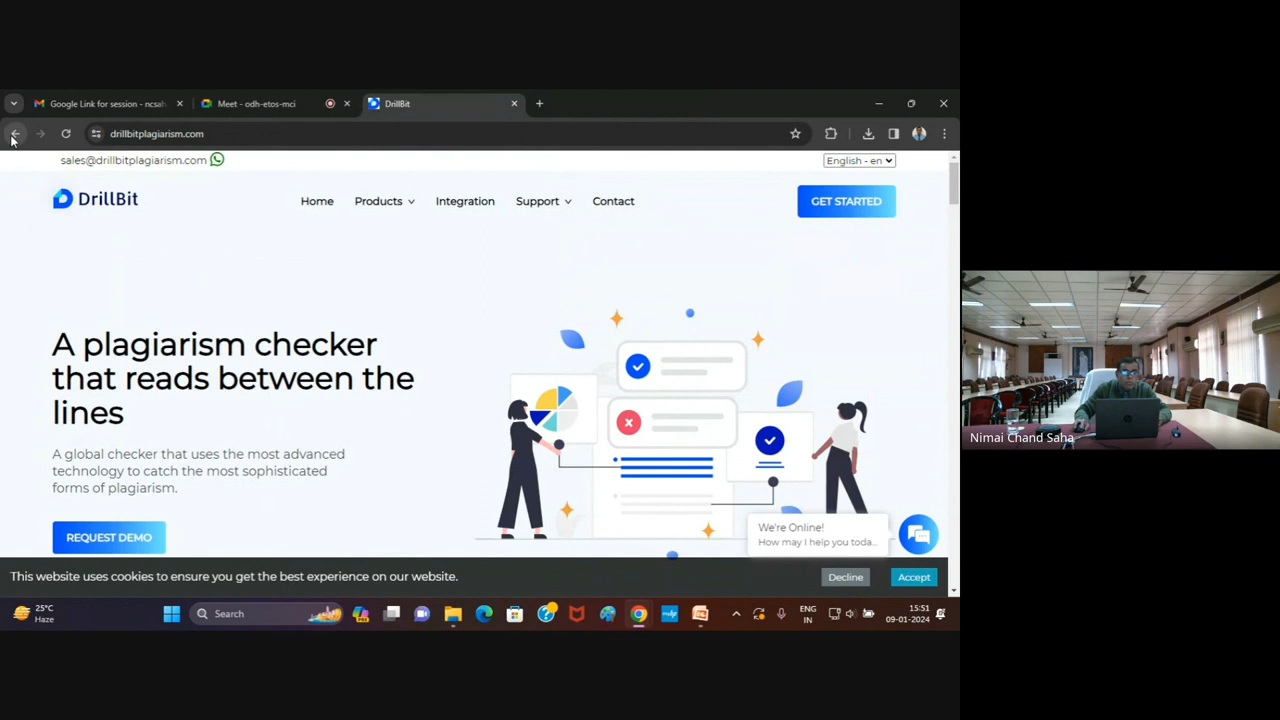 Google Link for session - ncsah
Meet - odh-etos-mci
DrillBit
drillbitplagiarism.com
sales@drillbitplagiarism.com
English - en
DrillBit
Home
Products
Integration
Support
Contact
GET STARTED
A plagiarism checker
that reads between the
lines
A global checker that uses the most advanced
technology to catch the most sophisticated
forms of plagiarism.
REQUEST DEMO
We're Online!
How may I help you toda...
This website uses cookies to ensure you get the best experience on our website.
Decline
Accept
25°C
Haze
Search
ENG
IN
15:51
09-01-2024
Nimai Chand Saha